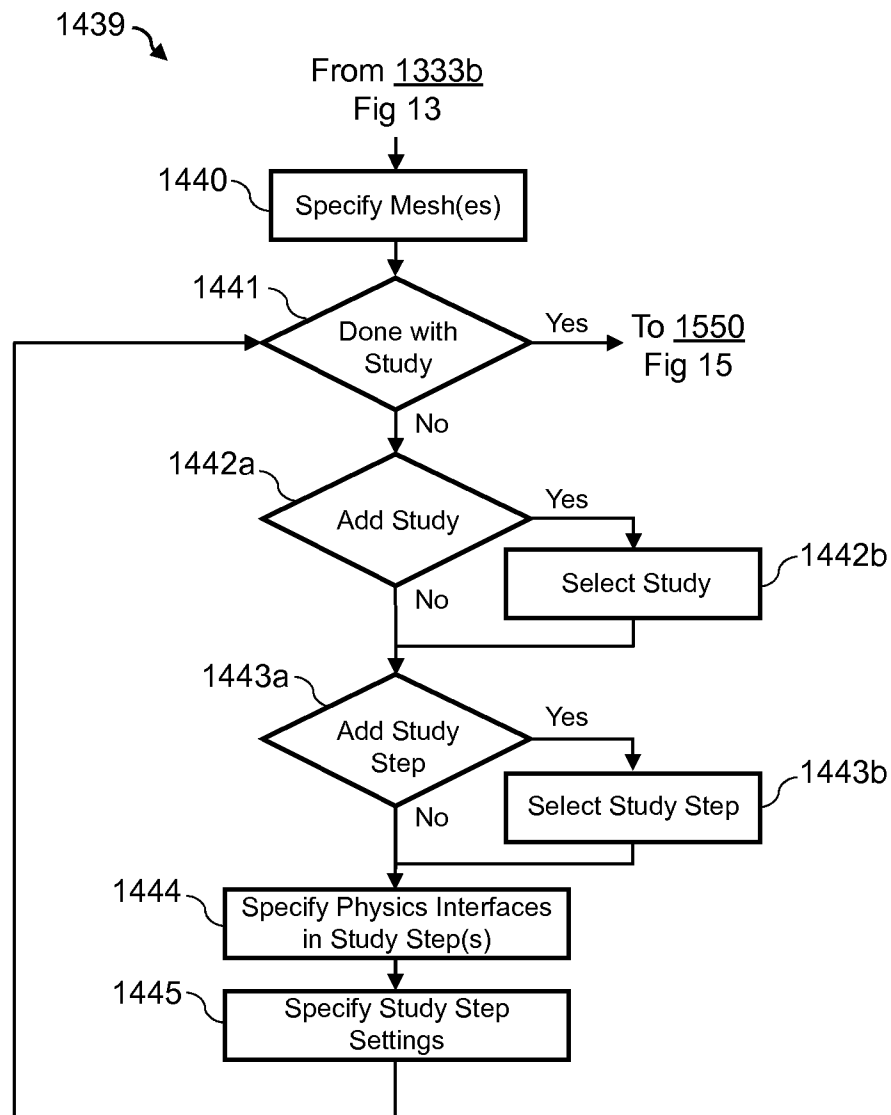 1439
From 1333b
Fig 13
1440
Specify Mesh(es)
1441
Done with
Study
Yes
To 1550
Fig 15
No
1442a
Add Study
Yes
1442b
Select Study
No
1443a
Add Study
Step
Yes
1443b
Select Study Step
No
1444
Specify Physics Interfaces
in Study Step(s)
1445
Specify Study Step
Settings